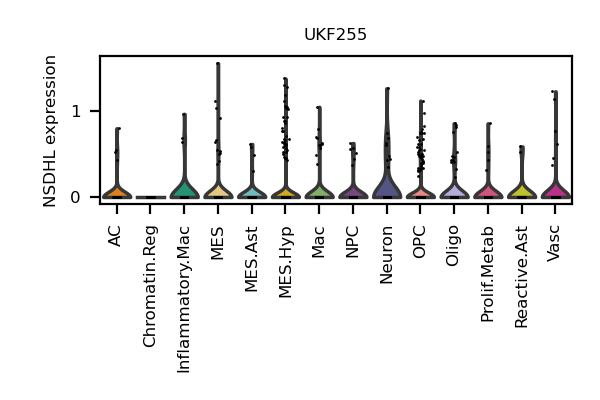 UKF255
NSDHL expression
1
0
AC
Chromatin.Reg
Inflammatory.Mac
MES
MES.Ast
MES.Hyp
Mac
NPC
Neuron
OPC
Oligo
Prolif.Metab
Reactive.Ast
Vasc